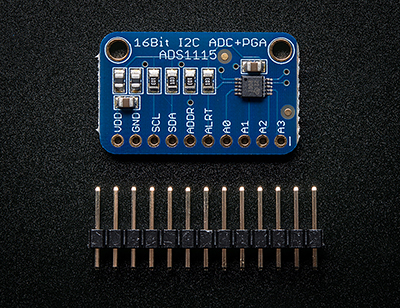 16Bit I2C ADC+PGA
ADS1115
VDD GND SCL SDA ADDR ALRT A0 A1 A2 A3